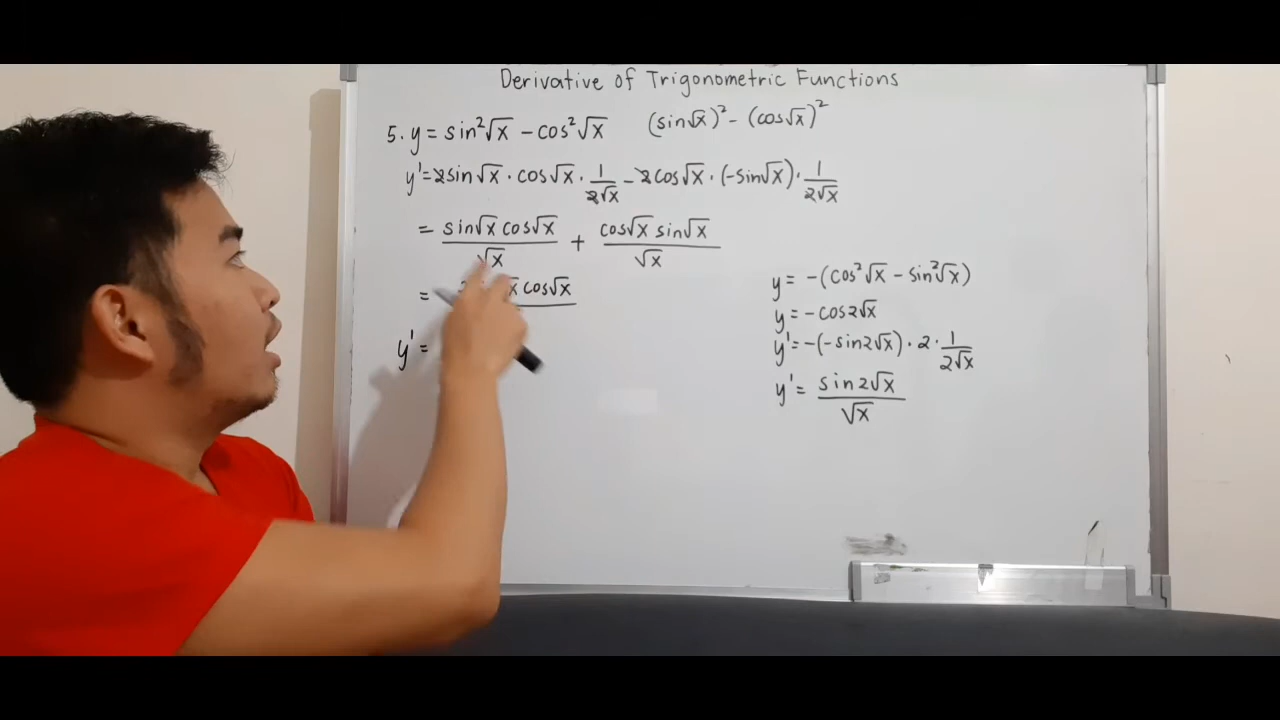 Derivative of Trigonometric Functions
5. y = sin²√x − cos²√x (sin√x)² − (cos√x)²
y' = 2sin√x · cos√x · 1/2√x − 2cos√x · (−sin√x) · 1/2√x
= sin√x cos√x/√x + cos√x sin√x/√x
= cos√x
y' =
y = −(cos²√x − sin²√x)
y = −cos2√x
y' = −(−sin2√x) · 2 · 1/2√x
y' = sin2√x/√x